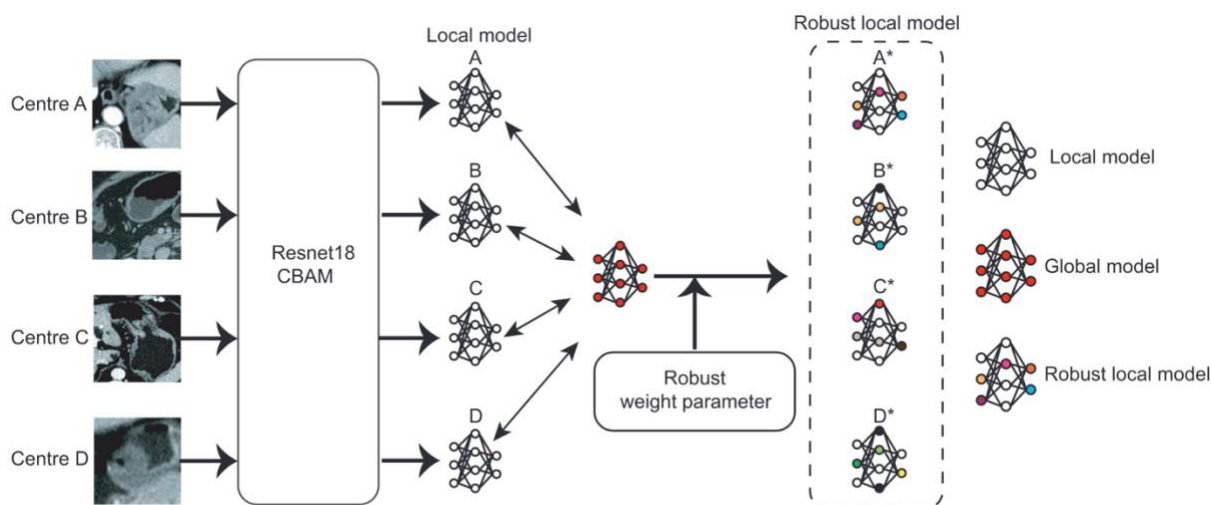 Local model
Robust local model
A
A*
Centre A
Local model
B
B*
Centre B
Resnet18
CBAM
Global model
C
C*
Centre C
Robust
weight parameter
Robust local model
D
D*
Centre D